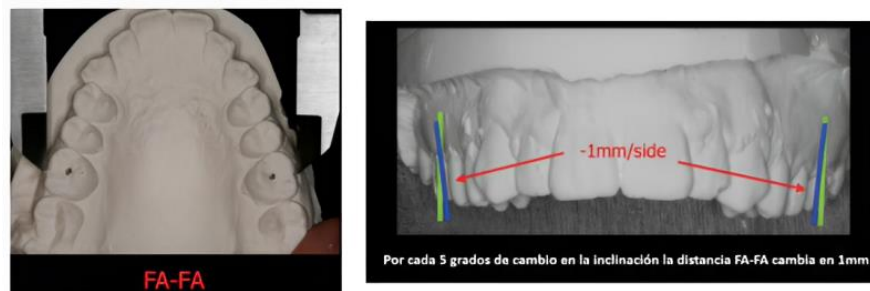 FA-FA
-1mm/side
Por cada 5 grados de cambio en la inclinación la distancia FA-FA cambia en 1mm